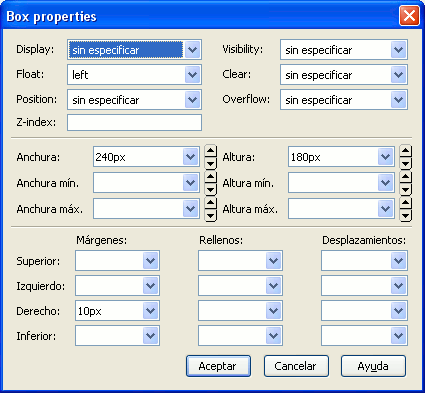 Box properties
Display: sin especificar Visibility: sin especificar
Float: left Clear: sin especificar
Position: sin especificar Overflow: sin especificar
Z-index:
Anchura: 240px Altura: 180px
Anchura mín. Altura mín.
Anchura máx. Altura máx.
Márgenes: Rellenos: Desplazamientos:
Superior:
Izquierdo:
Derecho: 10px
Inferior:
Aceptar Cancelar Ayuda